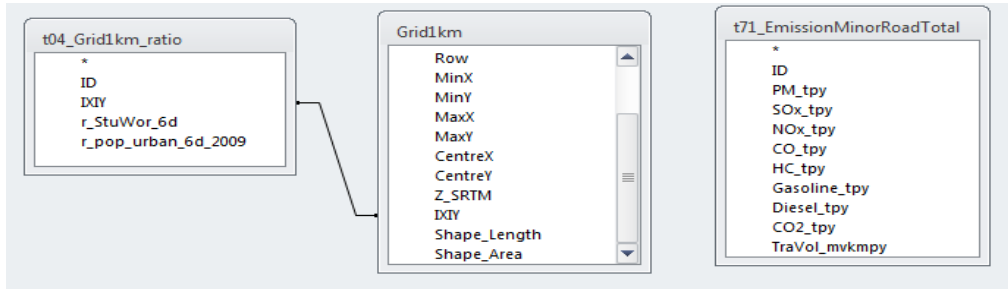 t04_Grid1km_ratio
*
ID
IXIY
r_StuWor_6d
r_pop_urban_6d_2009
Grid1km
Row
MinX
MinY
MaxX
MaxY
CentreX
CentreY
Z_SRTM
IXIY
Shape_Length
Shape_Area
t71_EmissionMinorRoadTotal
*
ID
PM_tpy
SOx_tpy
NOx_tpy
CO_tpy
HC_tpy
Gasoline_tpy
Diesel_tpy
CO2_tpy
TraVol_mvkmpy